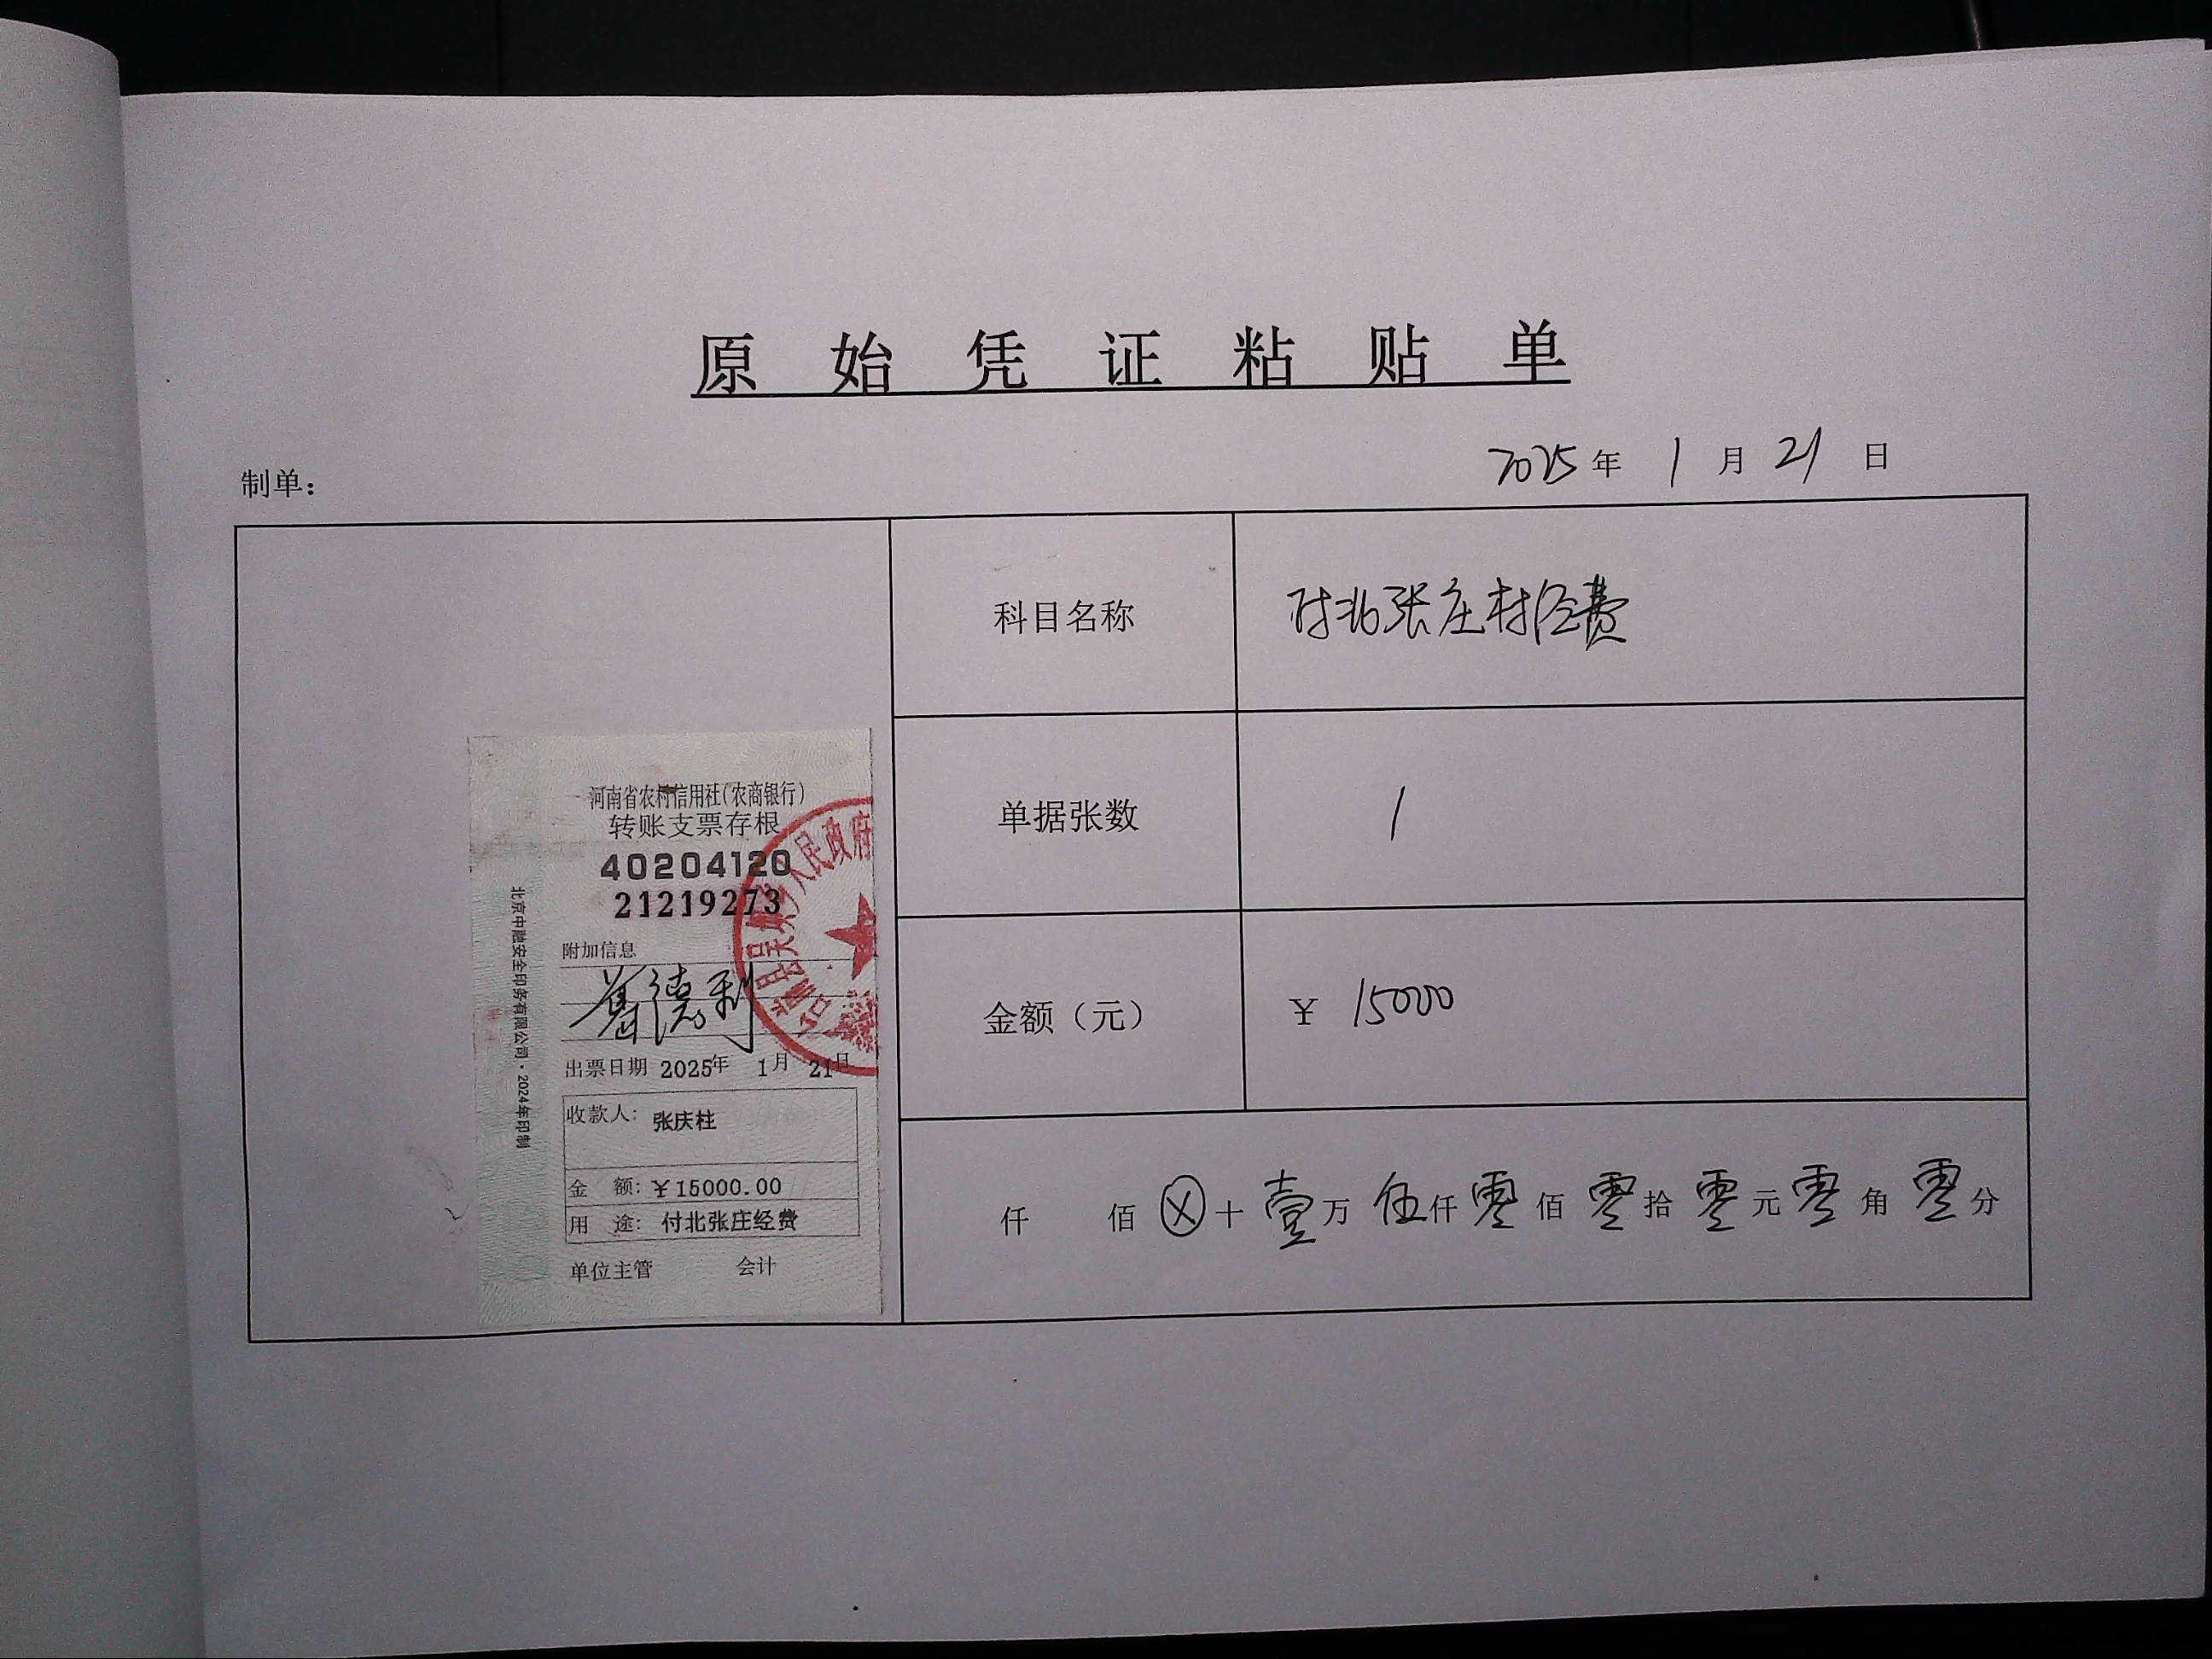 原始凭证粘贴单
制单：
2025年 1月 21日
科目名称 付北张庄村经费
单据张数 1
金额（元） ¥ 15000
仟 佰 ⊗ 十 壹 万 伍 仟 零 佰 零 拾 零 元 零 角 零 分
河南省农村信用社（农商银行）
转账支票存根
40204120
21219273
附加信息
德利
出票日期 2025年 1月 21日
收款人： 张庆柱
金 额： ¥15000.00
用 途： 付北张庄经费
单位主管 会计
北京中融安全印务有限公司·2024年印制
人民政府